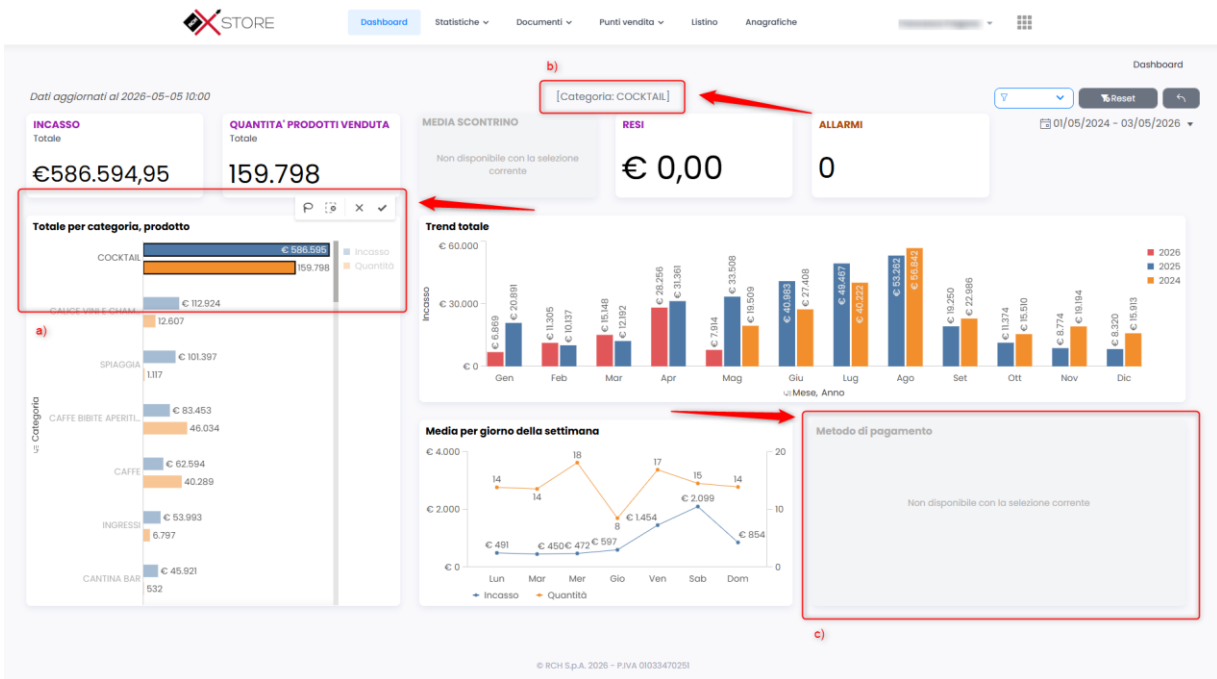 RCH X STORE
Dashboard Statistiche Documenti Punti vendita Listino Anagrafiche
Dashboard
b)
Dati aggiornati al 2026-05-05 10:00
[Categoria: COCKTAIL]
Reset
01/05/2024 - 03/05/2026
INCASSO
Totale
€586.594,95
QUANTITA' PRODOTTI VENDUTA
Totale
159.798
MEDIA SCONTRINO
Non disponibile con la selezione
corrente
RESI
€ 0,00
ALLARMI
0
Totale per categoria, prodotto
COCKTAIL
€ 586.595
159.798
Incasso
Quantità
CALICE VINI E CHAM...
€ 112.924
12.607
a)
SPIAGGIA
€ 101.397
1.117
Categoria
CAFFE BIBITE APERITI...
€ 83.453
46.034
CAFFE
€ 62.594
40.289
INGRESSI
€ 53.993
6.797
CANTINA BAR
€ 45.921
532
Trend totale
€ 60.000
€ 30.000
€ 0
Incasso
€ 6.869 € 20.891
€ 11.305 € 10.137
€ 15.148 € 12.192
€ 28.256 € 31.361
€ 7.914 € 33.508 € 19.509
€ 40.983 € 27.408
€ 49.467 € 40.222
€ 53.262 € 56.842
€ 19.250 € 22.986
€ 11.374 € 15.510
€ 8.774 € 19.194
€ 8.320 € 15.913
Gen Feb Mar Apr Mag Giu Lug Ago Set Ott Nov Dic
Mese, Anno
2026
2025
2024
Media per giorno della settimana
€ 4.000
€ 2.000
€ 0
20
10
0
14 14 18 8 17 15 14
€ 491 € 450 € 472 € 597 € 1.454 € 2.099 € 854
Lun Mar Mer Gio Ven Sab Dom
Incasso Quantità
Metodo di pagamento
Non disponibile con la selezione corrente
c)
© RCH S.p.A. 2026 - P.IVA 01033470251